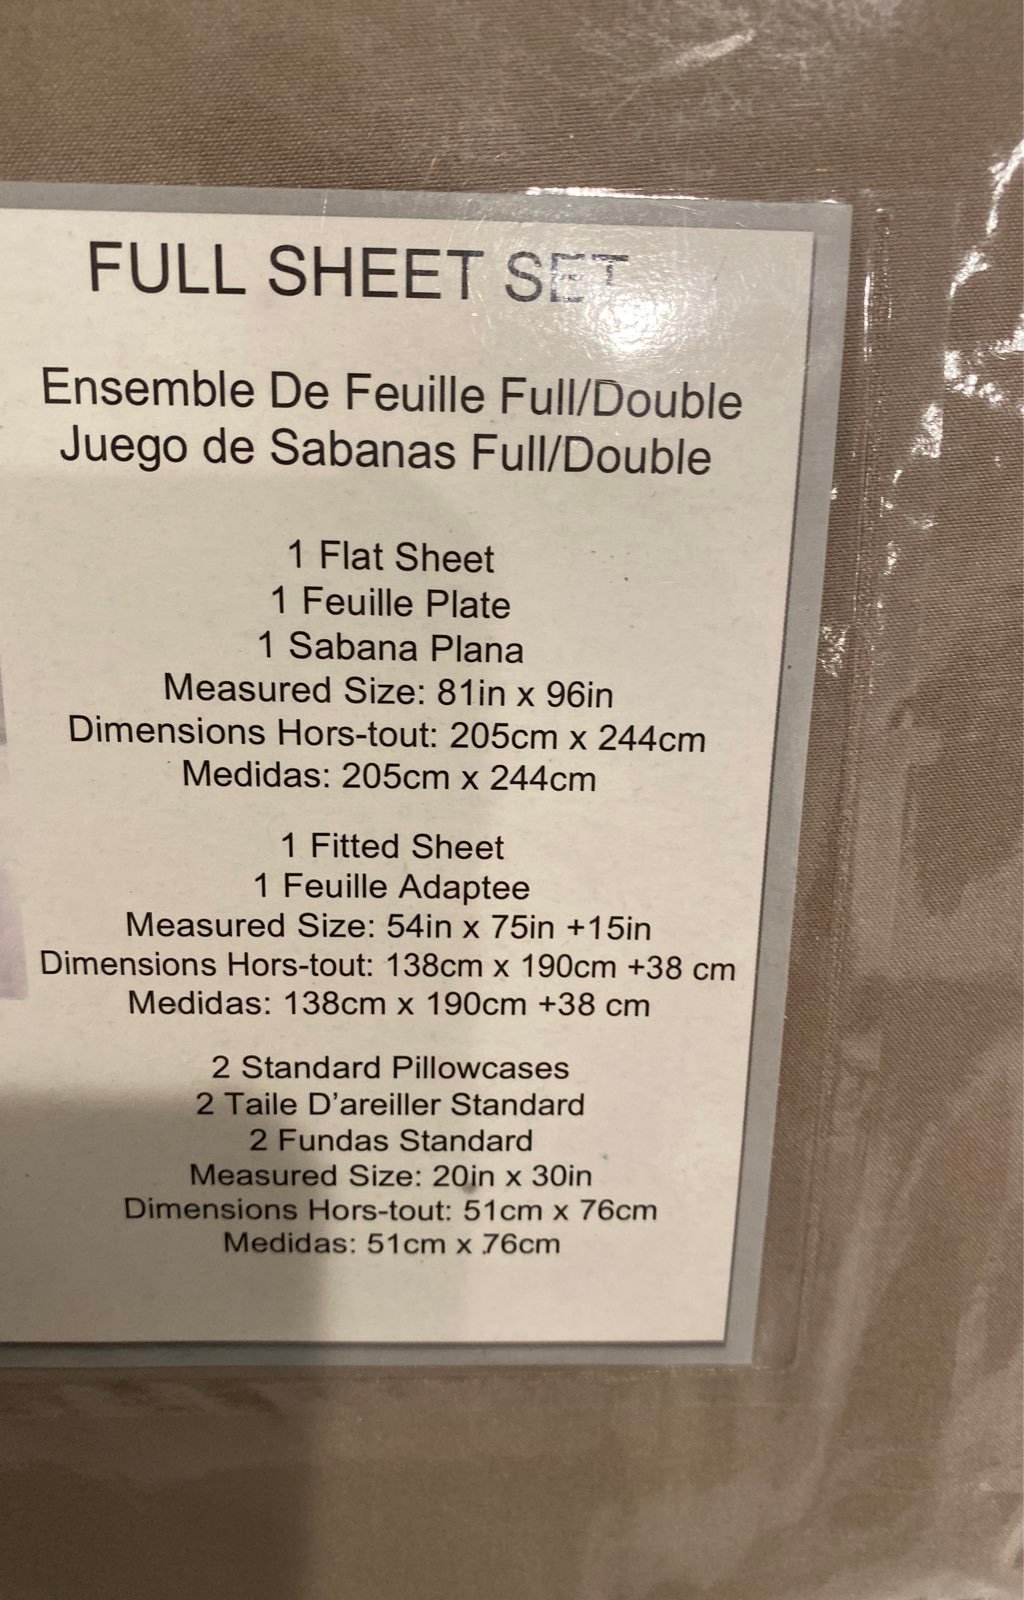 FULL SHEET SET
Ensemble De Feuille Full/Double
Juego de Sabanas Full/Double
1 Flat Sheet
1 Feuille Plate
1 Sabana Plana
Measured Size: 81in x 96in
Dimensions Hors-tout: 205cm x 244cm
Medidas: 205cm x 244cm
1 Fitted Sheet
1 Feuille Adaptee
Measured Size: 54in x 75in +15in
Dimensions Hors-tout: 138cm x 190cm +38 cm
Medidas: 138cm x 190cm +38 cm
2 Standard Pillowcases
2 Taile D'areiller Standard
2 Fundas Standard
Measured Size: 20in x 30in
Dimensions Hors-tout: 51cm x 76cm
Medidas: 51cm x 76cm